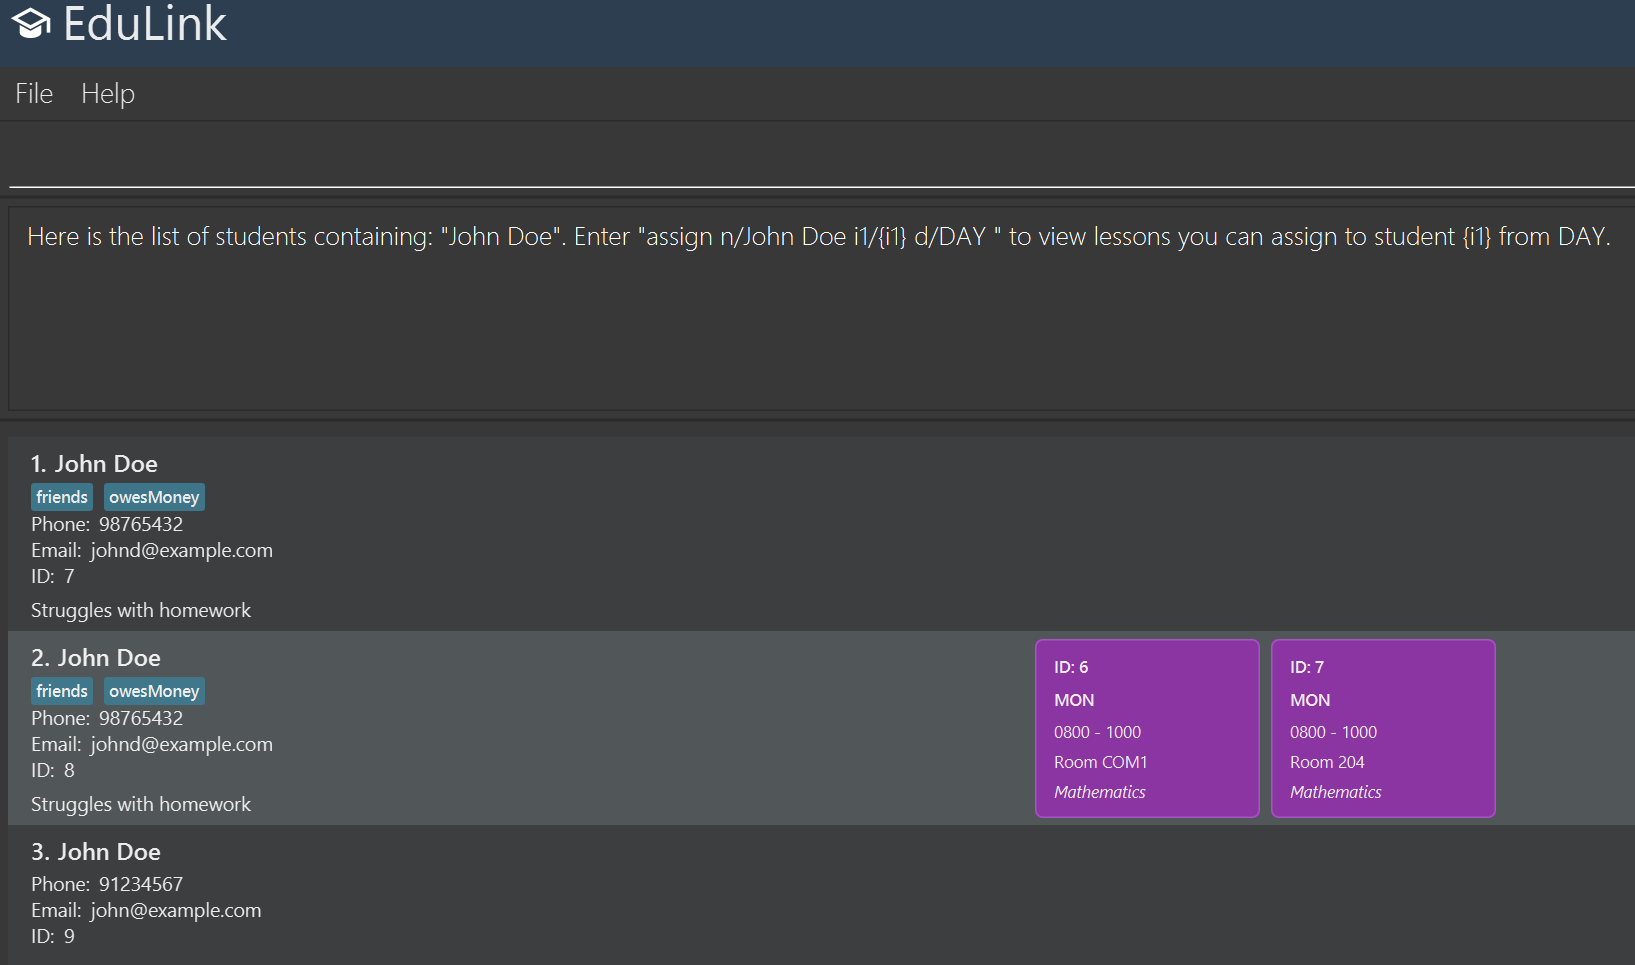 EduLink
File Help
Here is the list of students containing: "John Doe". Enter "assign n/John Doe i1/{i1} d/DAY " to view lessons you can assign to student {i1} from DAY.
1. John Doe
friends owesMoney
Phone: 98765432
Email: johnd@example.com
ID: 7
Struggles with homework
2. John Doe
friends owesMoney
Phone: 98765432
Email: johnd@example.com
ID: 8
Struggles with homework
ID: 6
MON
0800 - 1000
Room COM1
Mathematics
ID: 7
MON
0800 - 1000
Room 204
Mathematics
3. John Doe
Phone: 91234567
Email: john@example.com
ID: 9